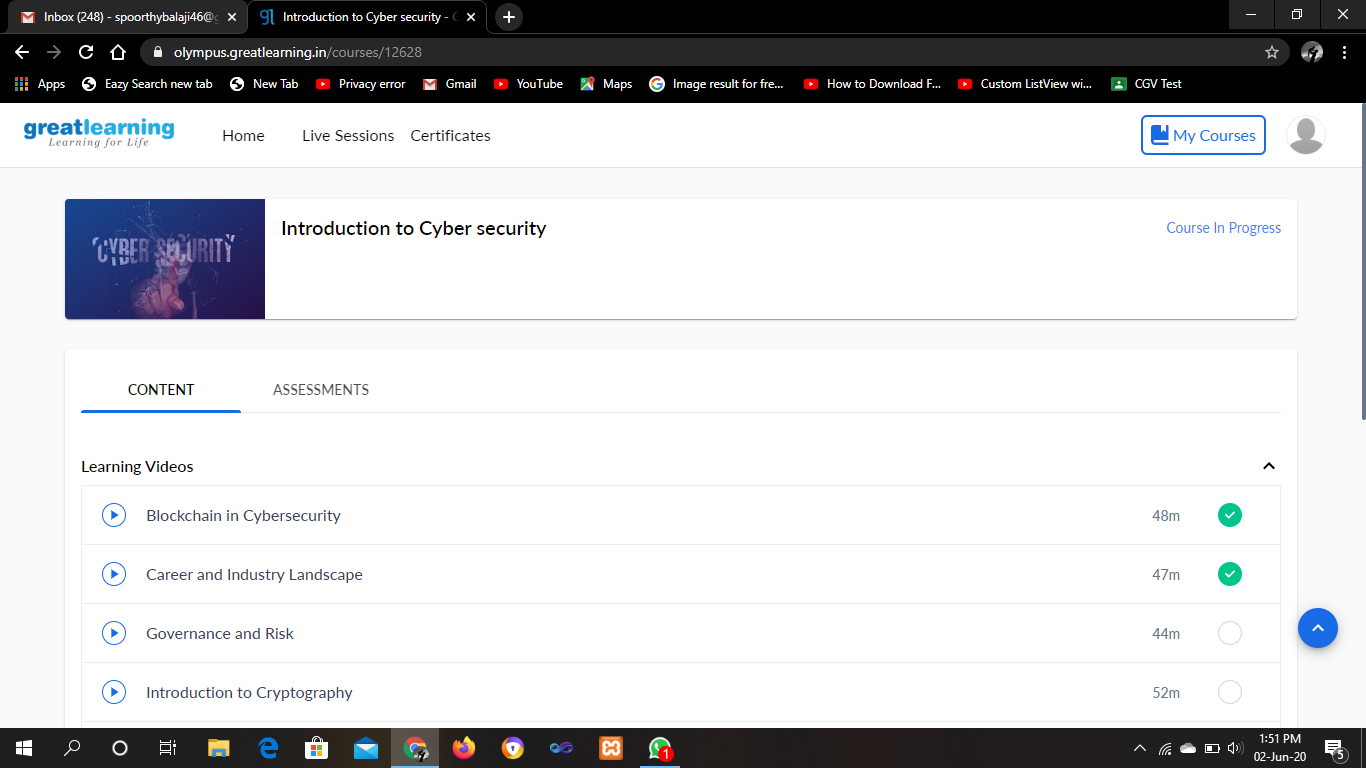 Inbox (248) - spoorthybalaji46@g
Introduction to Cyber security - G
olympus.greatlearning.in/courses/12628
Apps Eazy Search new tab New Tab Privacy error Gmail YouTube Maps Image result for fre... How to Download F... Custom ListView wi... CGV Test
greatlearning
Learning for Life
Home Live Sessions Certificates My Courses
CYBER SECURITY
Introduction to Cyber security
Course In Progress
CONTENT ASSESSMENTS
Learning Videos
Blockchain in Cybersecurity 48m
Career and Industry Landscape 47m
Governance and Risk 44m
Introduction to Cryptography 52m
1
1:51 PM
02-Jun-20
5